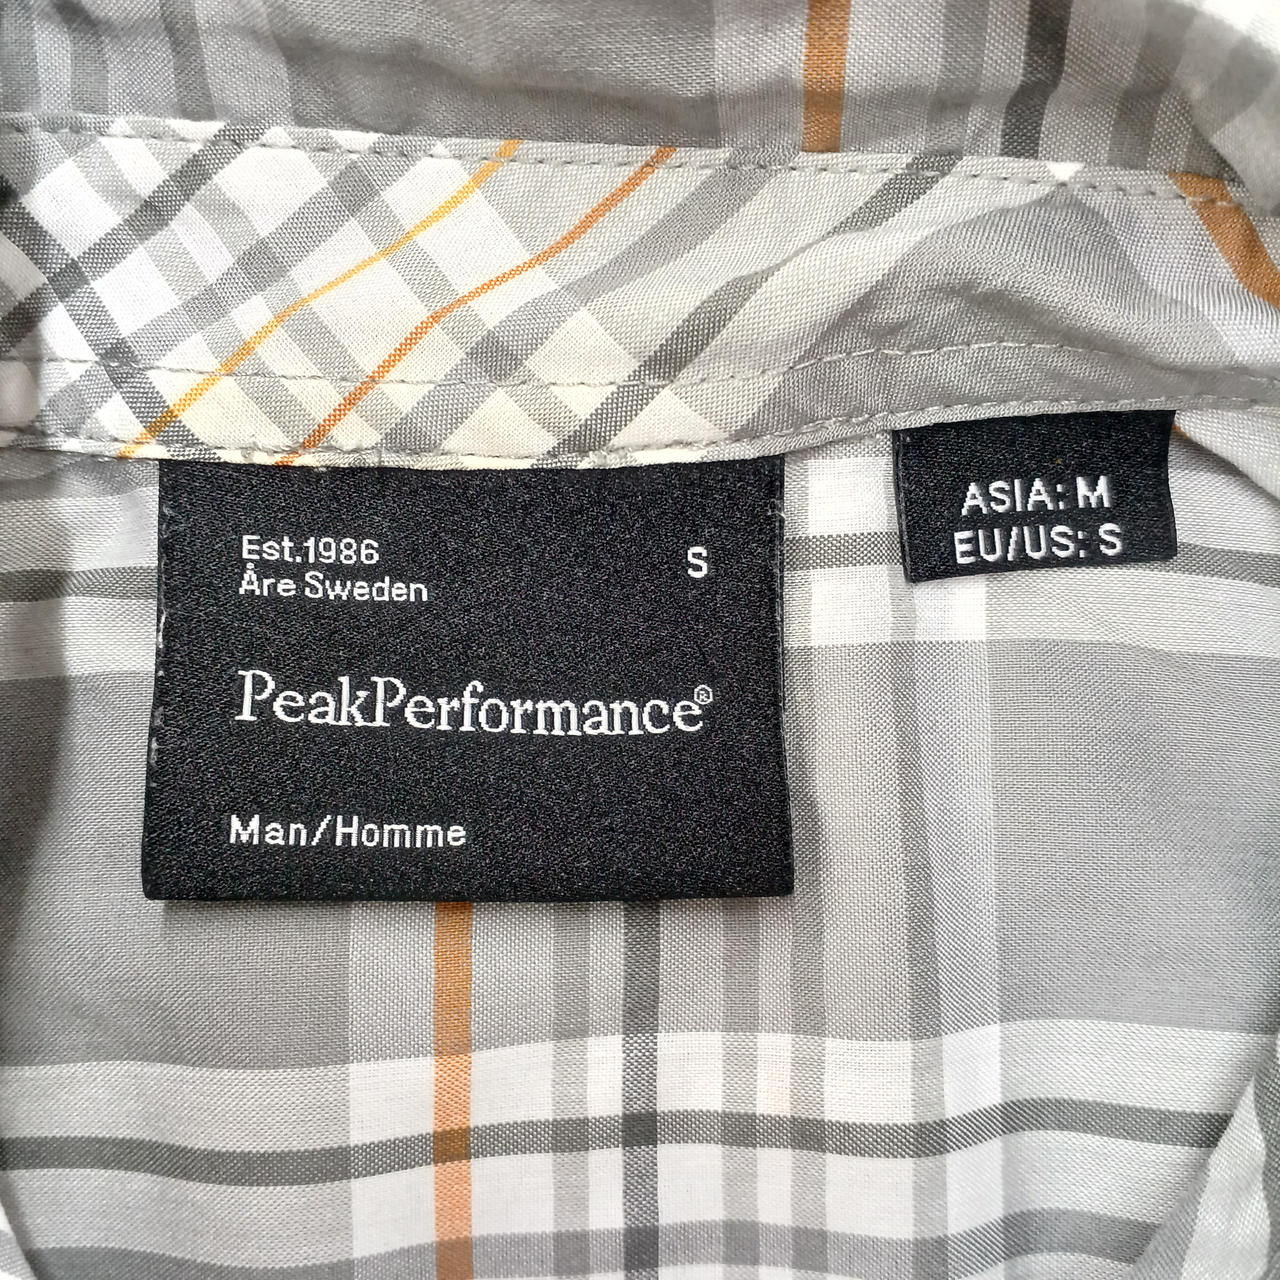 Est.1986
Åre Sweden
S
PeakPerformance®
Man/Homme
ASIA: M
EU/US: S